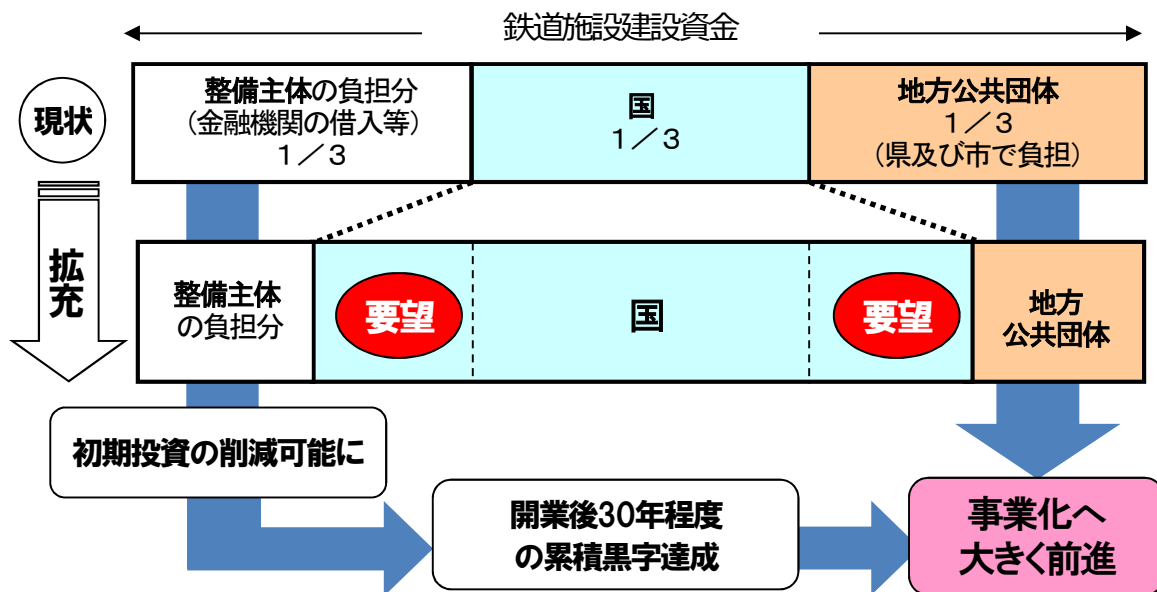 鉄道施設建設資金
現状
整備主体の負担分
(金融機関の借入等)
１／３
国
１／３
地方公共団体
１／３
(県及び市で負担)
拡充
整備主体
の負担分
要望
国
要望
地方
公共団体
初期投資の削減可能に
開業後30年程度
の累積黒字達成
事業化へ
大きく前進